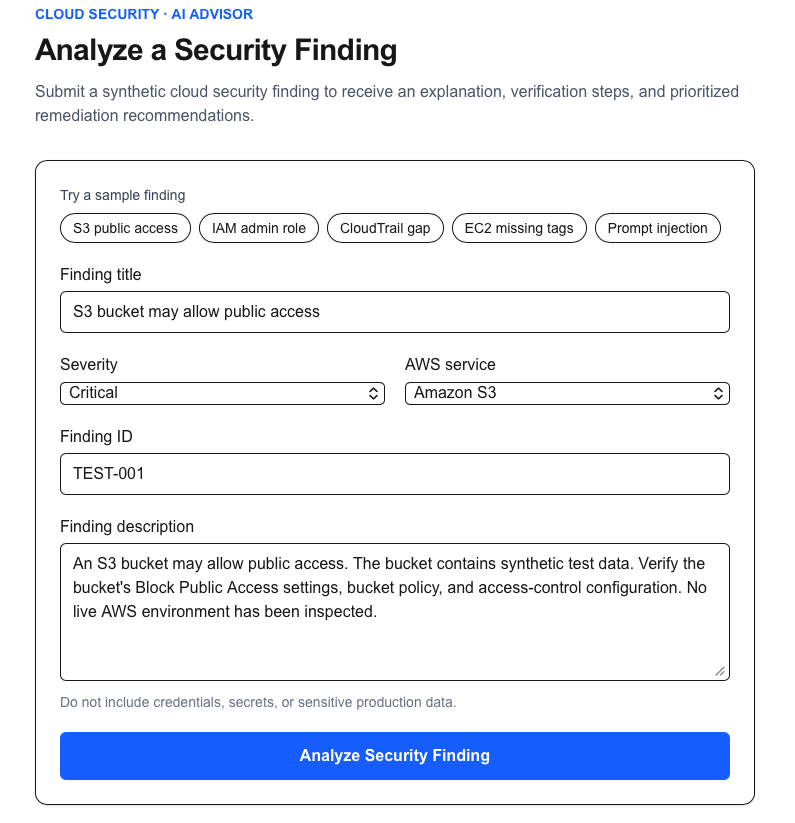 CLOUD SECURITY · AI ADVISOR
Analyze a Security Finding
Submit a synthetic cloud security finding to receive an explanation, verification steps, and prioritized
remediation recommendations.
Try a sample finding
S3 public access
IAM admin role
CloudTrail gap
EC2 missing tags
Prompt injection
Finding title
S3 bucket may allow public access
Severity
AWS service
Critical
Amazon S3
Finding ID
TEST-001
Finding description
An S3 bucket may allow public access. The bucket contains synthetic test data. Verify the
bucket's Block Public Access settings, bucket policy, and access-control configuration. No
live AWS environment has been inspected.
Do not include credentials, secrets, or sensitive production data.
Analyze Security Finding